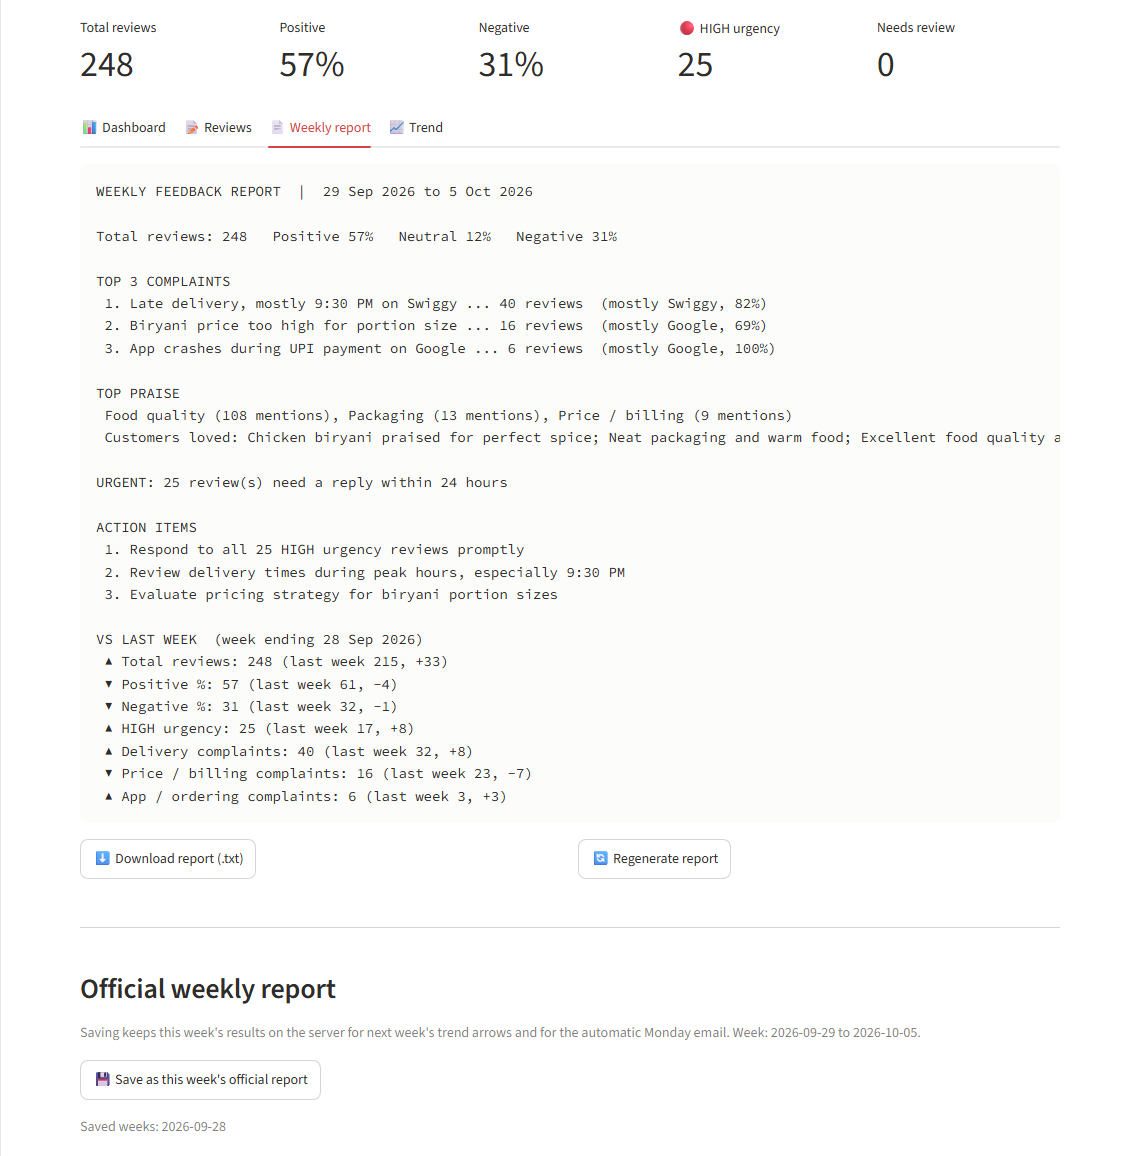 Total reviews
248
Positive
57%
Negative
31%
HIGH urgency
25
Needs review
0
Dashboard
Reviews
Weekly report
Trend
WEEKLY FEEDBACK REPORT | 29 Sep 2026 to 5 Oct 2026
Total reviews: 248 Positive 57% Neutral 12% Negative 31%
TOP 3 COMPLAINTS
1. Late delivery, mostly 9:30 PM on Swiggy ... 40 reviews (mostly Swiggy, 82%)
2. Biryani price too high for portion size ... 16 reviews (mostly Google, 69%)
3. App crashes during UPI payment on Google ... 6 reviews (mostly Google, 100%)
TOP PRAISE
Food quality (108 mentions), Packaging (13 mentions), Price / billing (9 mentions)
Customers loved: Chicken biryani praised for perfect spice; Neat packaging and warm food; Excellent food quality a
URGENT: 25 review(s) need a reply within 24 hours
ACTION ITEMS
1. Respond to all 25 HIGH urgency reviews promptly
2. Review delivery times during peak hours, especially 9:30 PM
3. Evaluate pricing strategy for biryani portion sizes
VS LAST WEEK (week ending 28 Sep 2026)
▲ Total reviews: 248 (last week 215, +33)
▼ Positive %: 57 (last week 61, -4)
▼ Negative %: 31 (last week 32, -1)
▲ HIGH urgency: 25 (last week 17, +8)
▲ Delivery complaints: 40 (last week 32, +8)
▼ Price / billing complaints: 16 (last week 23, -7)
▲ App / ordering complaints: 6 (last week 3, +3)
Download report (.txt)
Regenerate report
Official weekly report
Saving keeps this week's results on the server for next week's trend arrows and for the automatic Monday email. Week: 2026-09-29 to 2026-10-05.
Save as this week's official report
Saved weeks: 2026-09-28